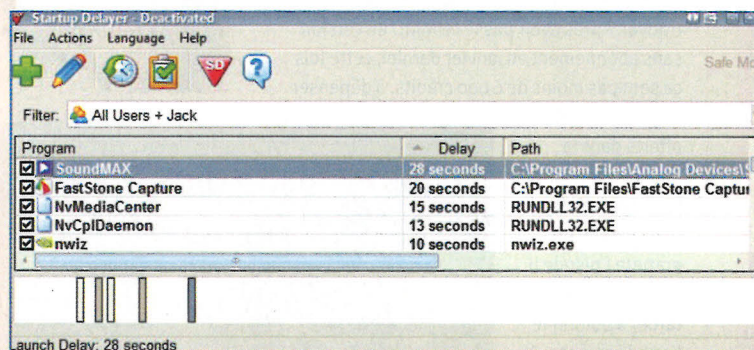 Startup Delayer - Deactivated
File Actions Language Help
SD
Safe Mo
Filter: All Users + Jack
Program Delay Path
SoundMAX 28 seconds C:\Program Files\Analog Devices\S
FastStone Capture 20 seconds C:\Program Files\FastStone Captur
NvMediaCenter 15 seconds RUNDLL32.EXE
NvCplDaemon 13 seconds RUNDLL32.EXE
nwiz 10 seconds nwiz.exe
Launch Delay: 28 seconds